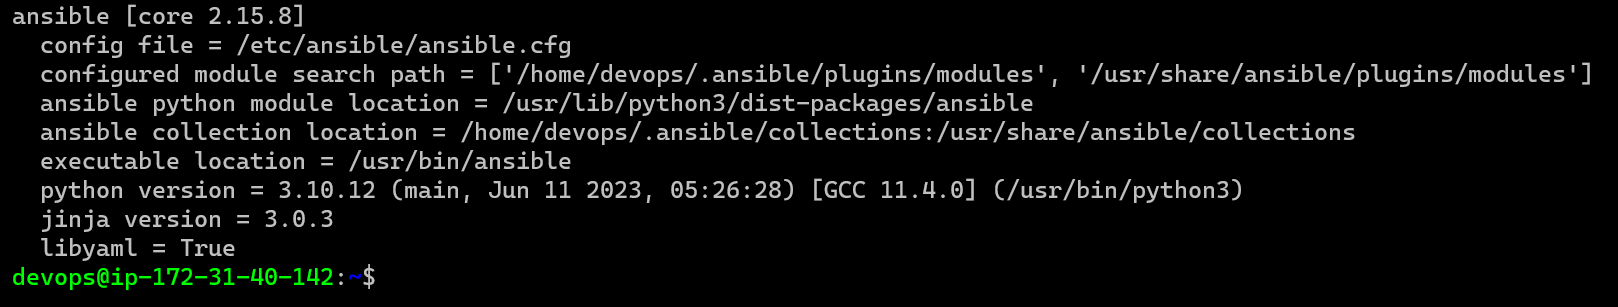 ansible [core 2.15.8]
  config file = /etc/ansible/ansible.cfg
  configured module search path = ['/home/devops/.ansible/plugins/modules', '/usr/share/ansible/plugins/modules']
  ansible python module location = /usr/lib/python3/dist-packages/ansible
  ansible collection location = /home/devops/.ansible/collections:/usr/share/ansible/collections
  executable location = /usr/bin/ansible
  python version = 3.10.12 (main, Jun 11 2023, 05:26:28) [GCC 11.4.0] (/usr/bin/python3)
  jinja version = 3.0.3
  libyaml = True
devops@ip-172-31-40-142:~$